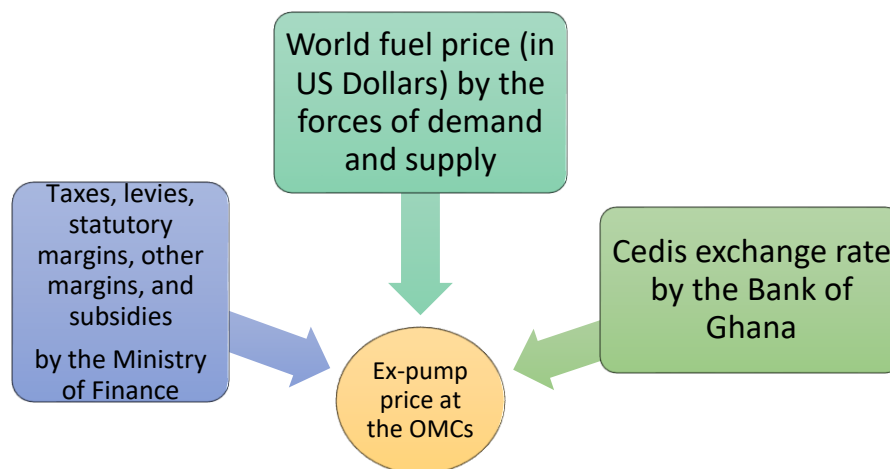 World fuel price (in
US Dollars) by the
forces of demand
and supply
Taxes, levies,
statutory
margins, other
margins, and
subsidies
by the Ministry
of Finance
Cedis exchange rate
by the Bank of
Ghana
Ex-pump
price at
the OMCs